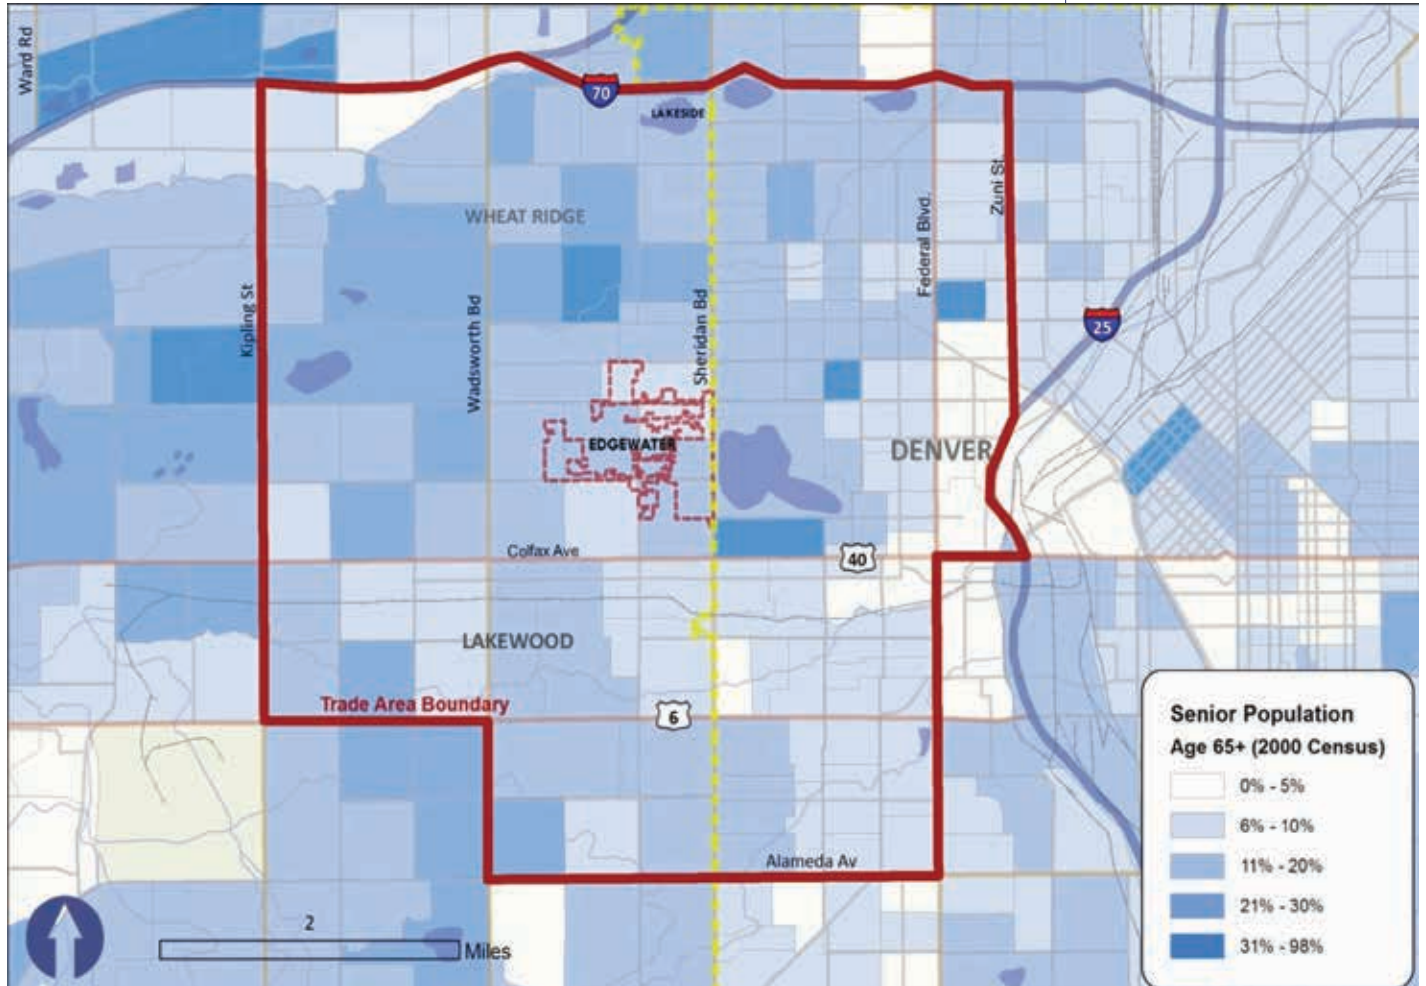 Ward Rd
70
LAKESIDE
Zuni St.
WHEAT RIDGE
Federal Blvd.
Kipling St
Wadsworth Bd
Sheridan Bd
25
EDGEWATER
DENVER
Colfax Ave
40
LAKEWOOD
Trade Area Boundary
6
Senior Population
Age 65+ (2000 Census)
0% - 5%
6% - 10%
11% - 20%
21% - 30%
31% - 98%
Alameda Av
2
Miles